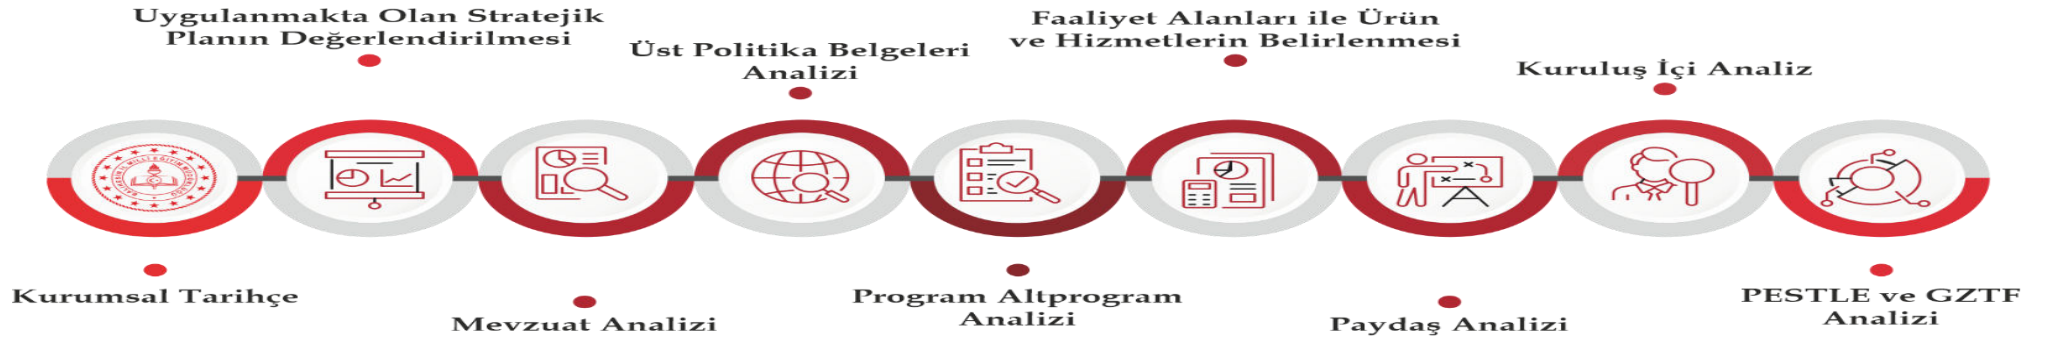 Kurumsal Tarihçe
Uygulanmakta Olan Stratejik
Planın Değerlendirilmesi
Mevzuat Analizi
Üst Politika Belgeleri
Analizi
Program Altprogram
Analizi
Faaliyet Alanları ile Ürün
ve Hizmetlerin Belirlenmesi
Paydaş Analizi
Kuruluş İçi Analiz
PESTLE ve GZTF
Analizi